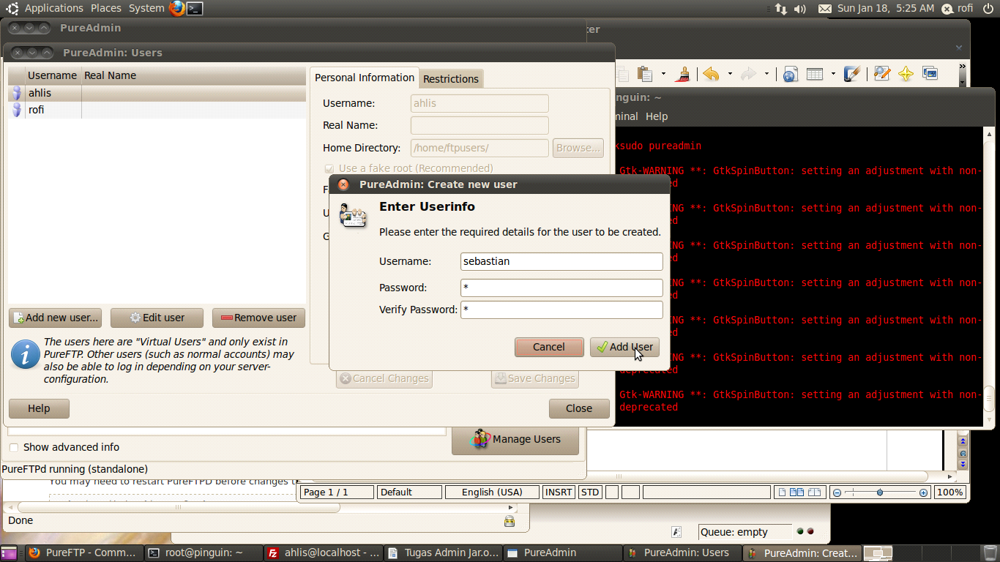 Applications Places System
Sun Jan 18, 5:25 AM rofi
PureAdmin
ter
PureAdmin: Users
Username Real Name
ahlis
rofi
Personal Information Restrictions
Username: ahlis
Real Name:
Home Directory: /home/ftpusers/ Browse...
Use a fake root (Recommended)
F
U
G
PureAdmin: Create new user
Enter Userinfo
Please enter the required details for the user to be created.
Username: sebastian
Password: *
Verify Password: *
Cancel Add User
Add new user... Edit user Remove user
The users here are "Virtual Users" and only exist in
PureFTP. Other users (such as normal accounts) may
also be able to log in depending on your server-
configuration.
Cancel Changes Save Changes
Help Close
nguin: ~
minal Help
ksudo pureadmin
Gtk-WARNING **: GtkSpinButton: setting an adjustment with non-
ed
NG **: GtkSpinButton: setting an adjustment with non-
ed
NG **: GtkSpinButton: setting an adjustment with non-
ed
NG **: GtkSpinButton: setting an adjustment with non-
ed
NG **: GtkSpinButton: setting an adjustment with non-
ed
NG **: GtkSpinButton: setting an adjustment with non-
deprecated
Gtk-WARNING **: GtkSpinButton: setting an adjustment with non-
deprecated
Show advanced info
Manage Users
PureFTPd running (standalone)
You may need to restart PureFTPD before changes t
Page 1 / 1 Default English (USA) INSRT STD 100%
Done
Queue: empty
PureFTP - Comm... root@pinguin: ~ ahlis@localhost - ... Tugas Admin Jar.o... PureAdmin PureAdmin: Users PureAdmin: Creat...